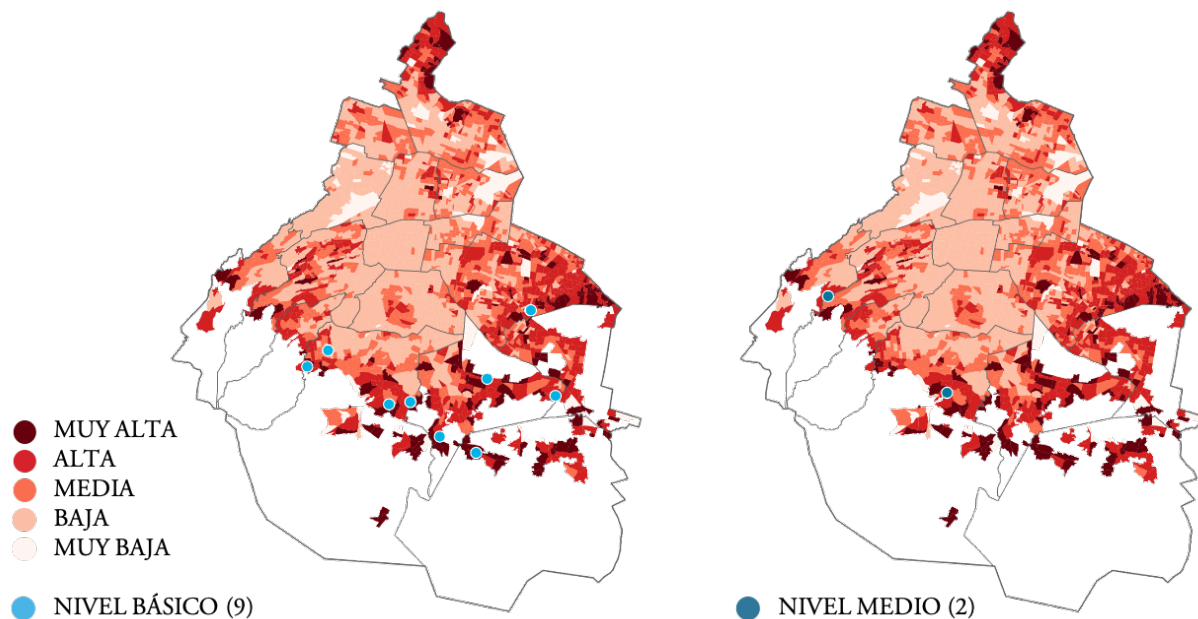 MUY ALTA
ALTA
MEDIA
BAJA
MUY BAJA
NIVEL BÁSICO (9)
NIVEL MEDIO (2)